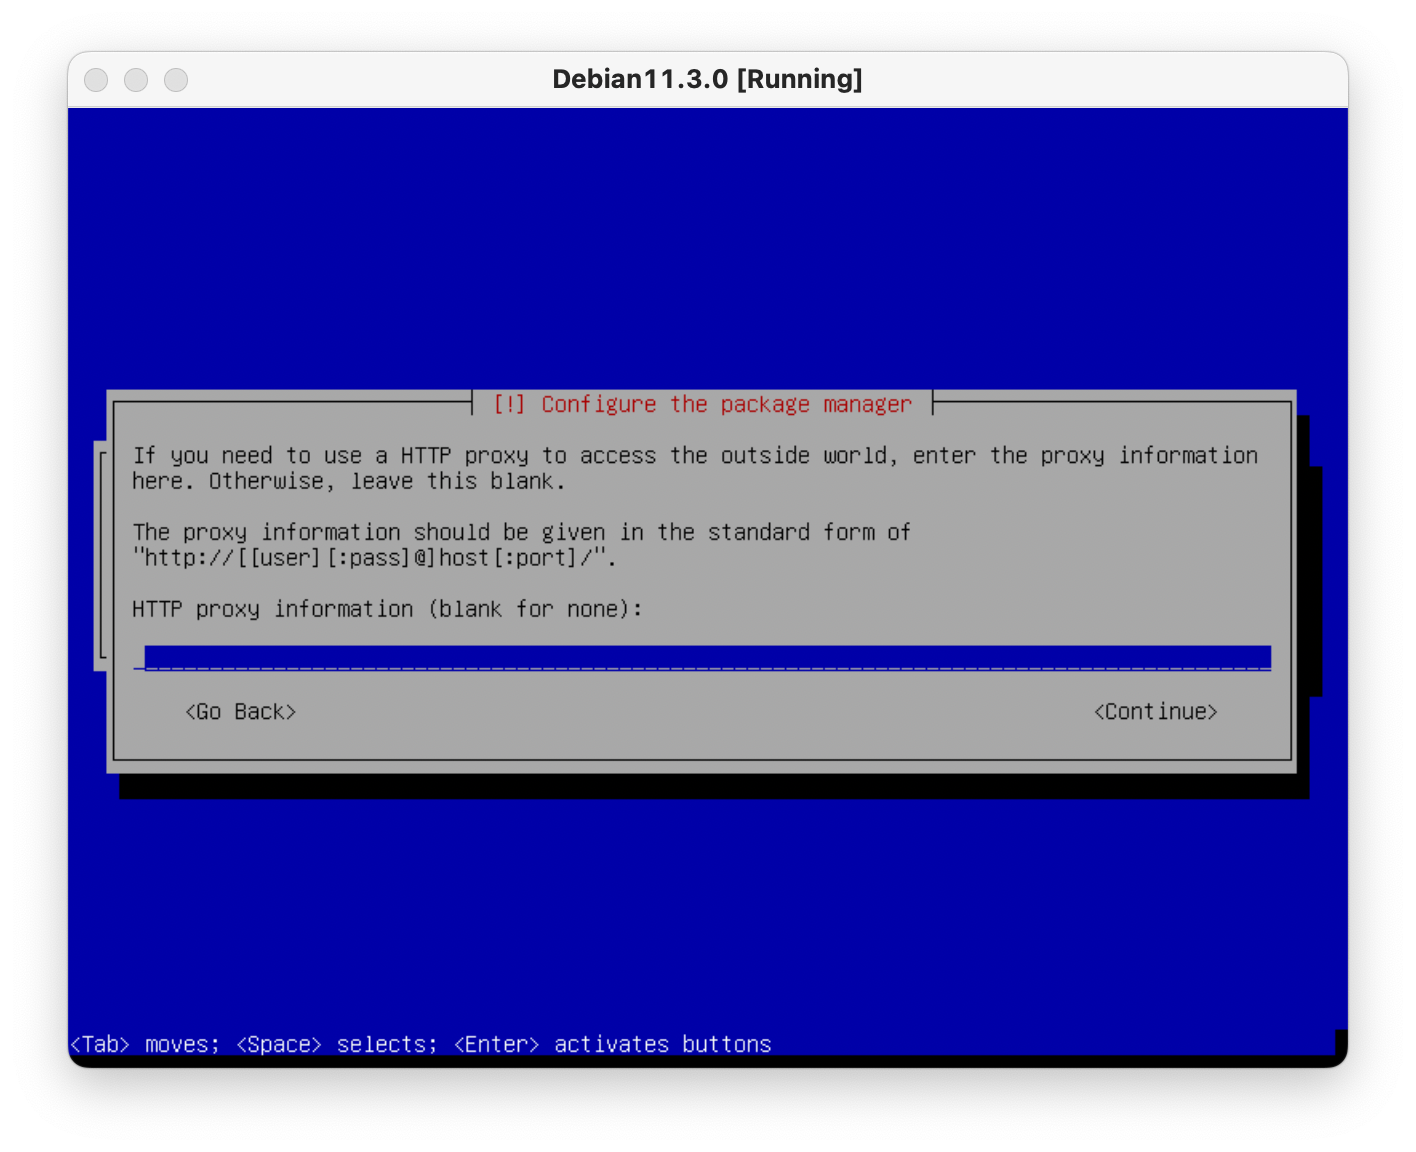 Debian11.3.0 [Running]
[!] Configure the package manager
If you need to use a HTTP proxy to access the outside world, enter the proxy information
here. Otherwise, leave this blank.
The proxy information should be given in the standard form of
"http://[[user][:pass]@]host[:port]/".
HTTP proxy information (blank for none):
<Go Back> <Continue>
<Tab> moves; <Space> selects; <Enter> activates buttons